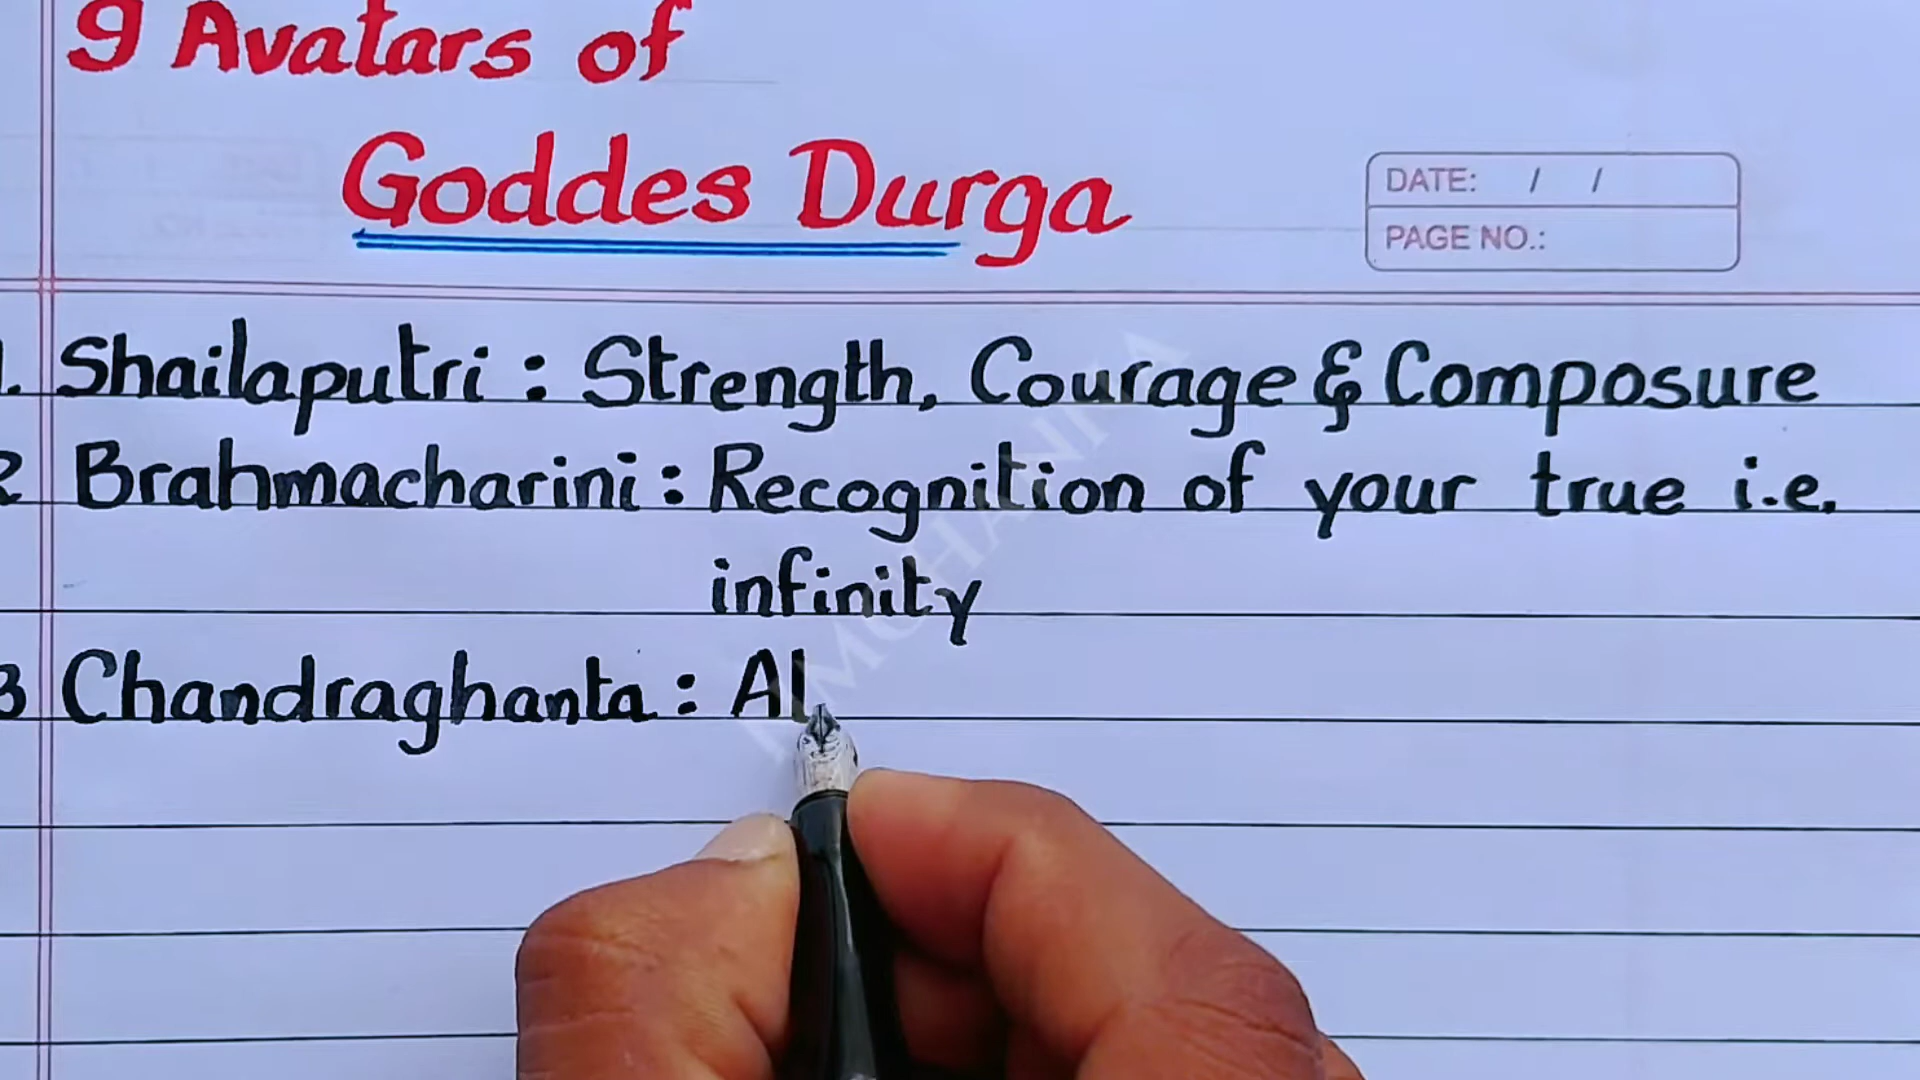 9 Avatars of
Goddes Durga
DATE: / /
PAGE NO.:
1. Shailaputri : Strength, Courage & Composure
2 Brahmacharini : Recognition of your true i.e.
infinity
3 Chandraghanta : Al